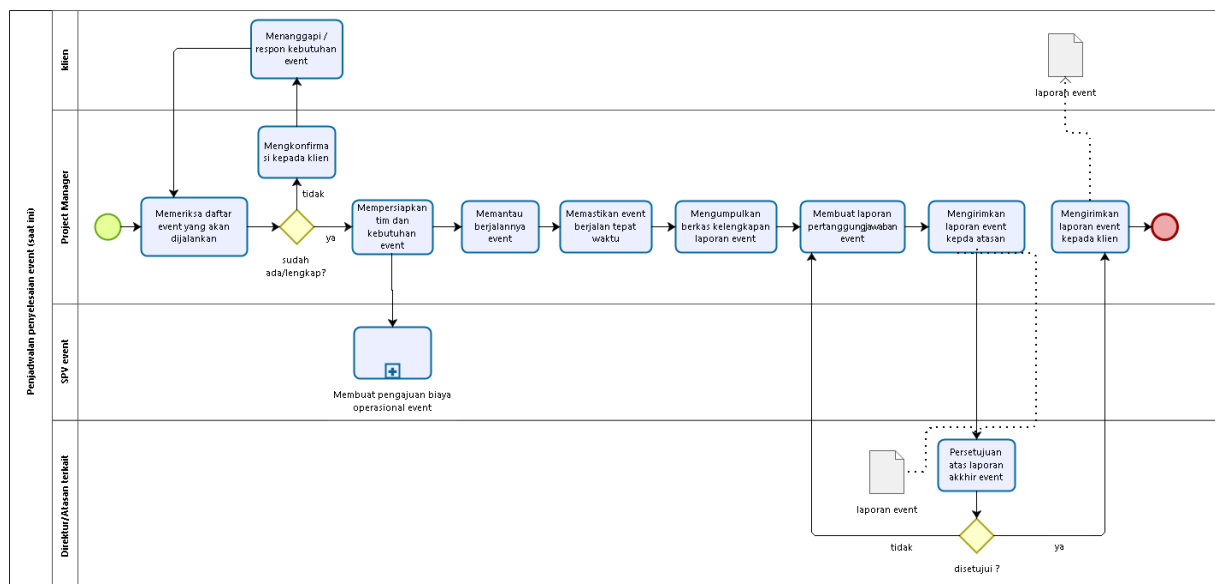 Penjadwalan penyelesaian event (saat ini)
klien
Menanggapi /
respon kebutuhan
event
laporan event
Project Manager
Mengkonfirma
si kepada klien
tidak
Memeriksa daftar
event yang akan
dijalankan
sudah
ada/lengkap?
ya
Mempersiapkan
tim dan
kebutuhan
event
Memantau
berjalannya
event
Memastikan event
berjalan tepat
waktu
Mengumpulkan
berkas kelengkapan
laporan event
Membuat laporan
pertanggungjawaban
event
Mengirimkan
laporan event
kepda atasan
Mengirimkan
laporan event
kepada klien
SPV event
Membuat pengajuan biaya
operasional event
Direktur/Atasan terkait
laporan event
Persetujuan
atas laporan
akkhir event
tidak
ya
disetujui ?